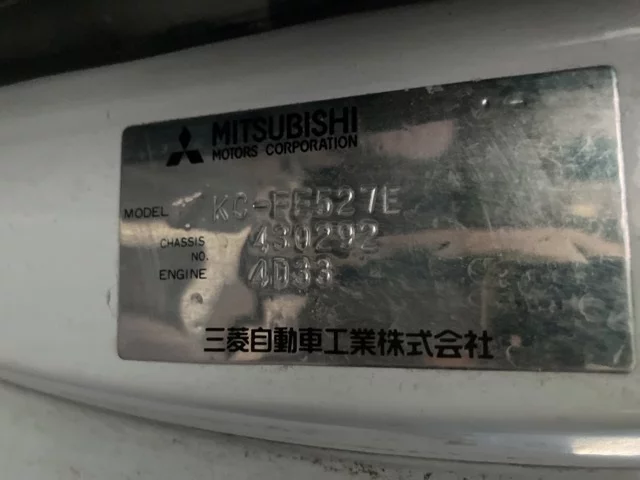 MITSUBISHI
MOTORS CORPORATION
MODEL KC-FE527E
CHASSIS NO. 430292
ENGINE 4D33
三菱自動車工業株式会社